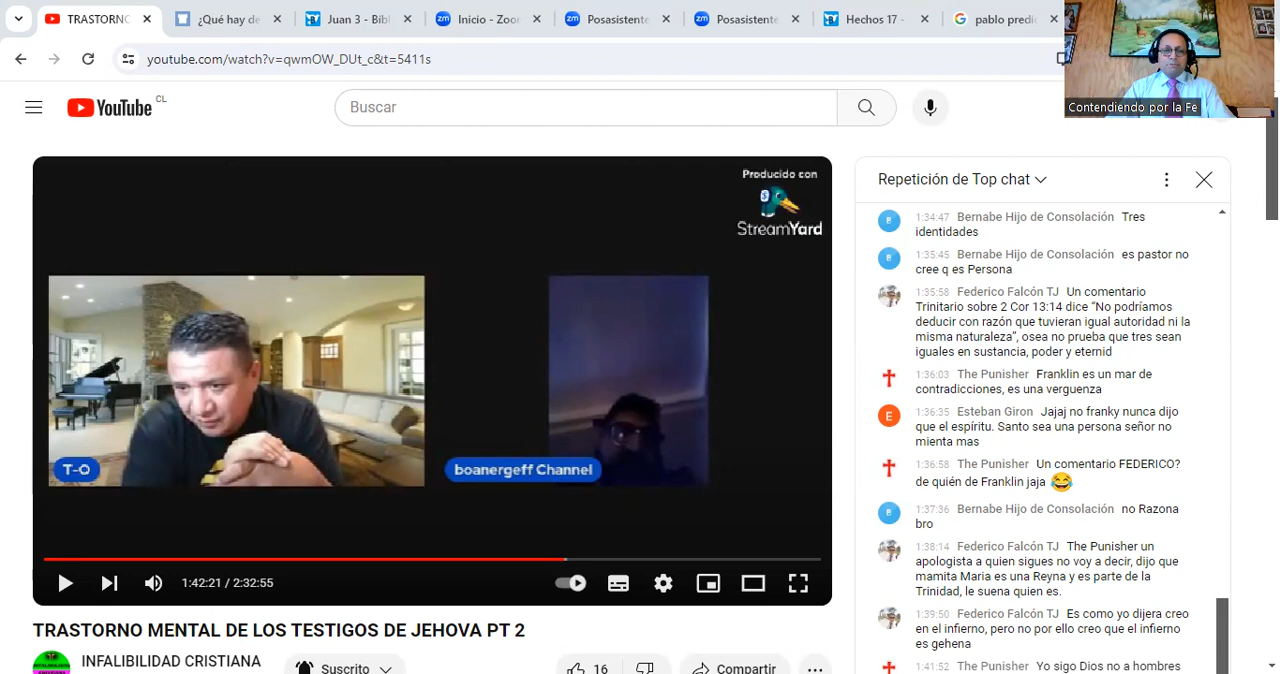 TRASTORNO
¿Qué hay de
Juan 3 - Bibl
Inicio - Zoon
Posasistente
Posasistente
Hechos 17 -
pablo predic
youtube.com/watch?v=qwmOW_DUt_c&t=5411s
Contendiendo por la Fe
YouTube CL
Buscar
Producido con
StreamYard
T-O
boanergeff Channel
1:42:21 / 2:32:55
TRASTORNO MENTAL DE LOS TESTIGOS DE JEHOVA PT 2
INFALIBILIDAD CRISTIANA
Suscrito
16
Compartir
Repetición de Top chat
1:34:47 Bernabe Hijo de Consolación Tres
identidades
1:35:45 Bernabe Hijo de Consolación es pastor no
cree q es Persona
1:35:58 Federico Falcón TJ Un comentario
Trinitario sobre 2 Cor 13:14 dice “No podríamos
deducir con razón que tuvieran igual autoridad ni la
misma naturaleza”, osea no prueba que tres sean
iguales en sustancia, poder y eternid
1:36:03 The Punisher Franklin es un mar de
contradicciones, es una verguenza
1:36:35 Esteban Giron Jajaj no franky nunca dijo
que el espíritu. Santo sea una persona señor no
mienta mas
1:36:58 The Punisher Un comentario FEDERICO?
de quién de Franklin jaja
1:37:36 Bernabe Hijo de Consolación no Razona
bro
1:38:14 Federico Falcón TJ The Punisher un
apologista a quien sigues no voy a decir, dijo que
mamita Maria es una Reyna y es parte de la
Trinidad, le suena quien es.
1:39:50 Federico Falcón TJ Es como yo dijera creo
en el infierno, pero no por ello creo que el infierno
es gehena
1:41:52 The Punisher Yo sigo Dios no a hombres